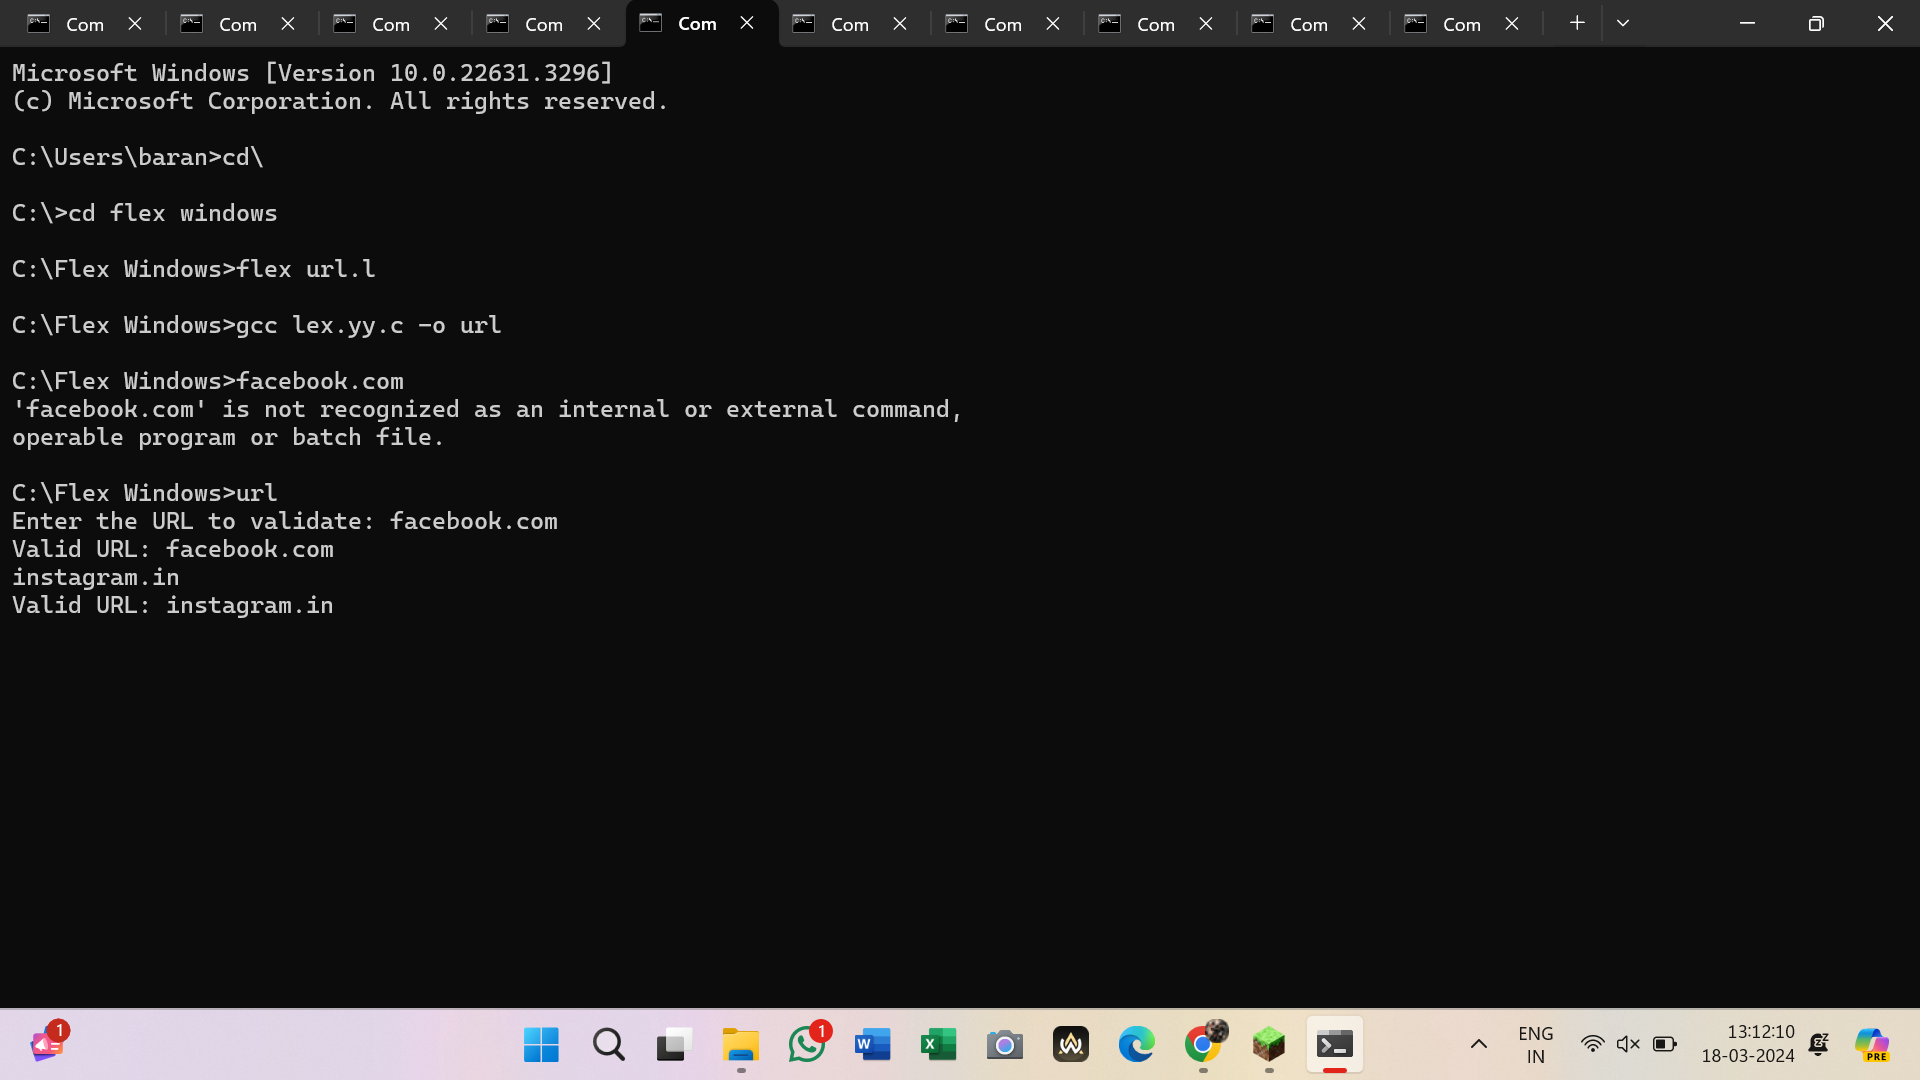 Com Com Com Com Com Com Com Com Com Com
Microsoft Windows [Version 10.0.22631.3296]
(c) Microsoft Corporation. All rights reserved.
C:\Users\baran>cd\
C:\>cd flex windows
C:\Flex Windows>flex url.l
C:\Flex Windows>gcc lex.yy.c -o url
C:\Flex Windows>facebook.com
'facebook.com' is not recognized as an internal or external command,
operable program or batch file.
C:\Flex Windows>url
Enter the URL to validate: facebook.com
Valid URL: facebook.com
instagram.in
Valid URL: instagram.in
1
1
W
X
ENG
IN
13:12:10
18-03-2024
PRE